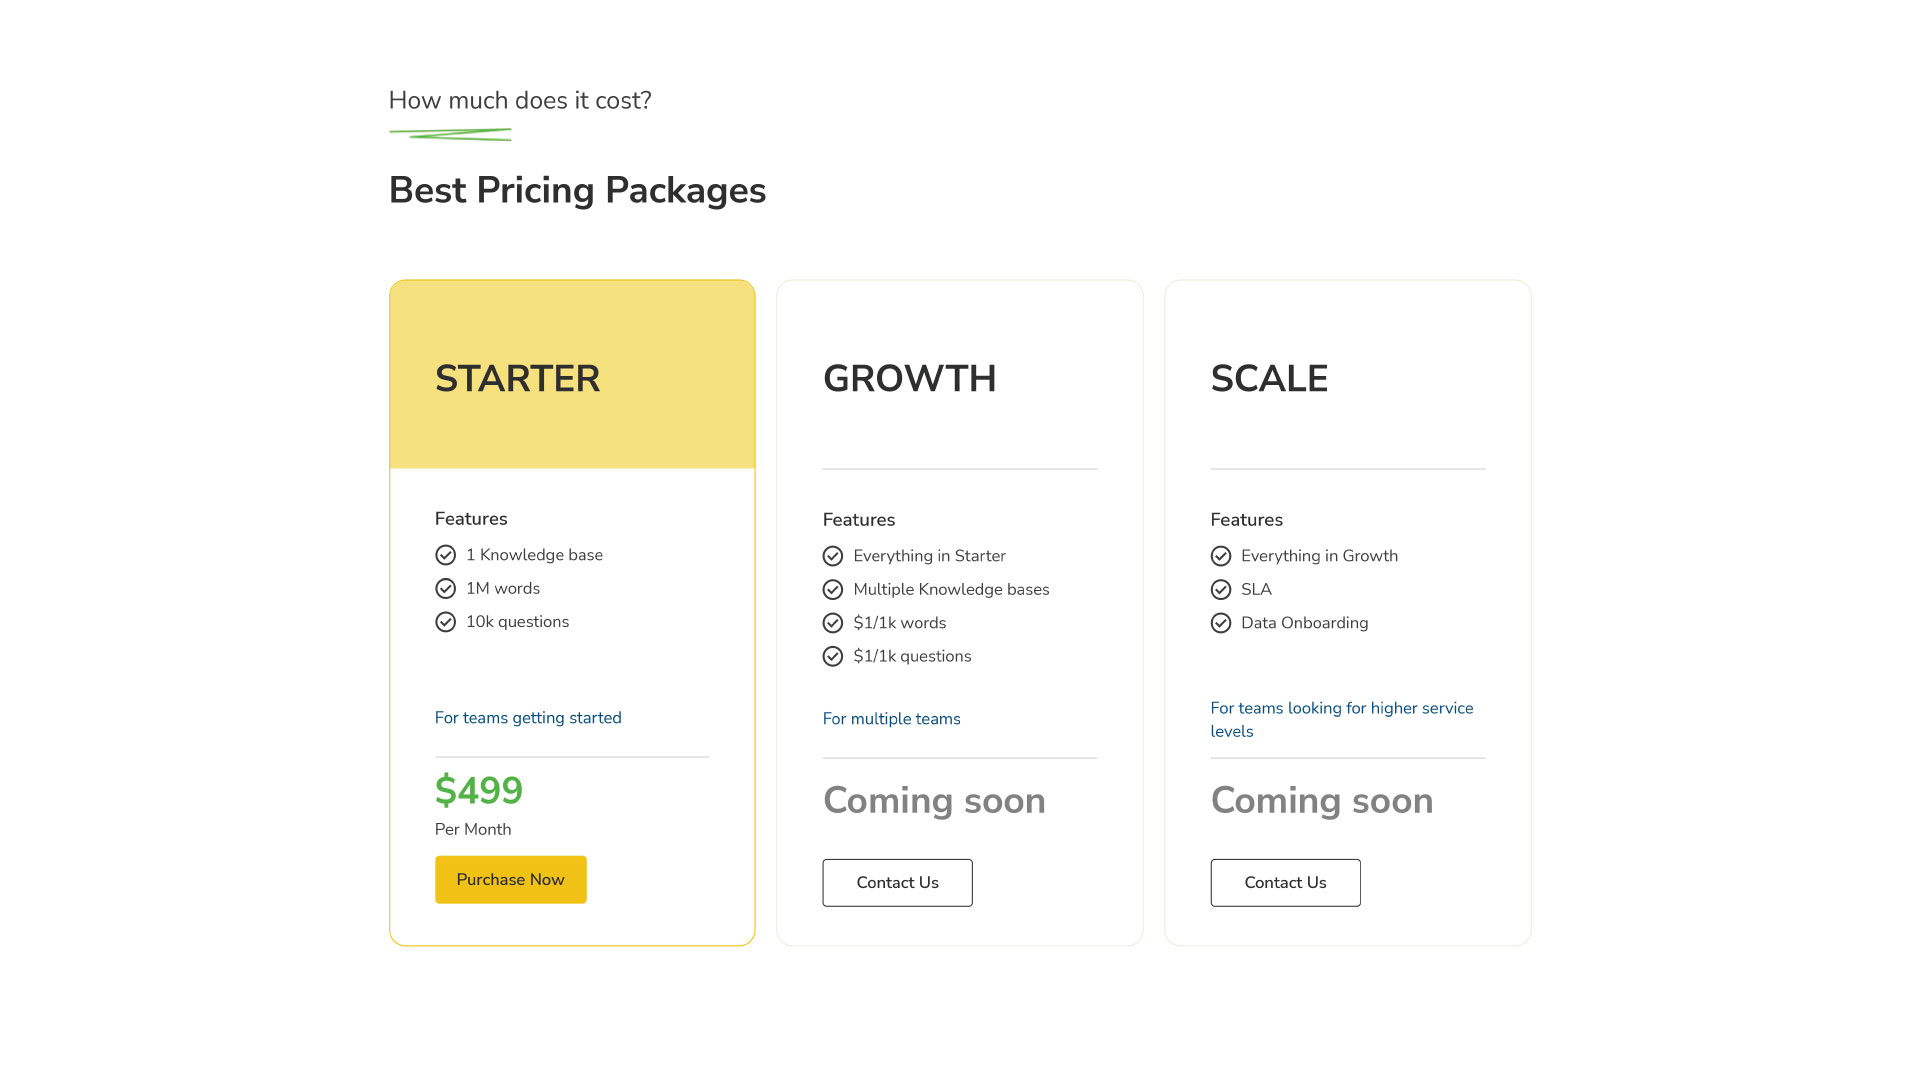 How much does it cost?
Best Pricing Packages
STARTER
Features
1 Knowledge base
1M words
10k questions
For teams getting started
$499
Per Month
Purchase Now
GROWTH
Features
Everything in Starter
Multiple Knowledge bases
$1/1k words
$1/1k questions
For multiple teams
Coming soon
Contact Us
SCALE
Features
Everything in Growth
SLA
Data Onboarding
For teams looking for higher service
levels
Coming soon
Contact Us